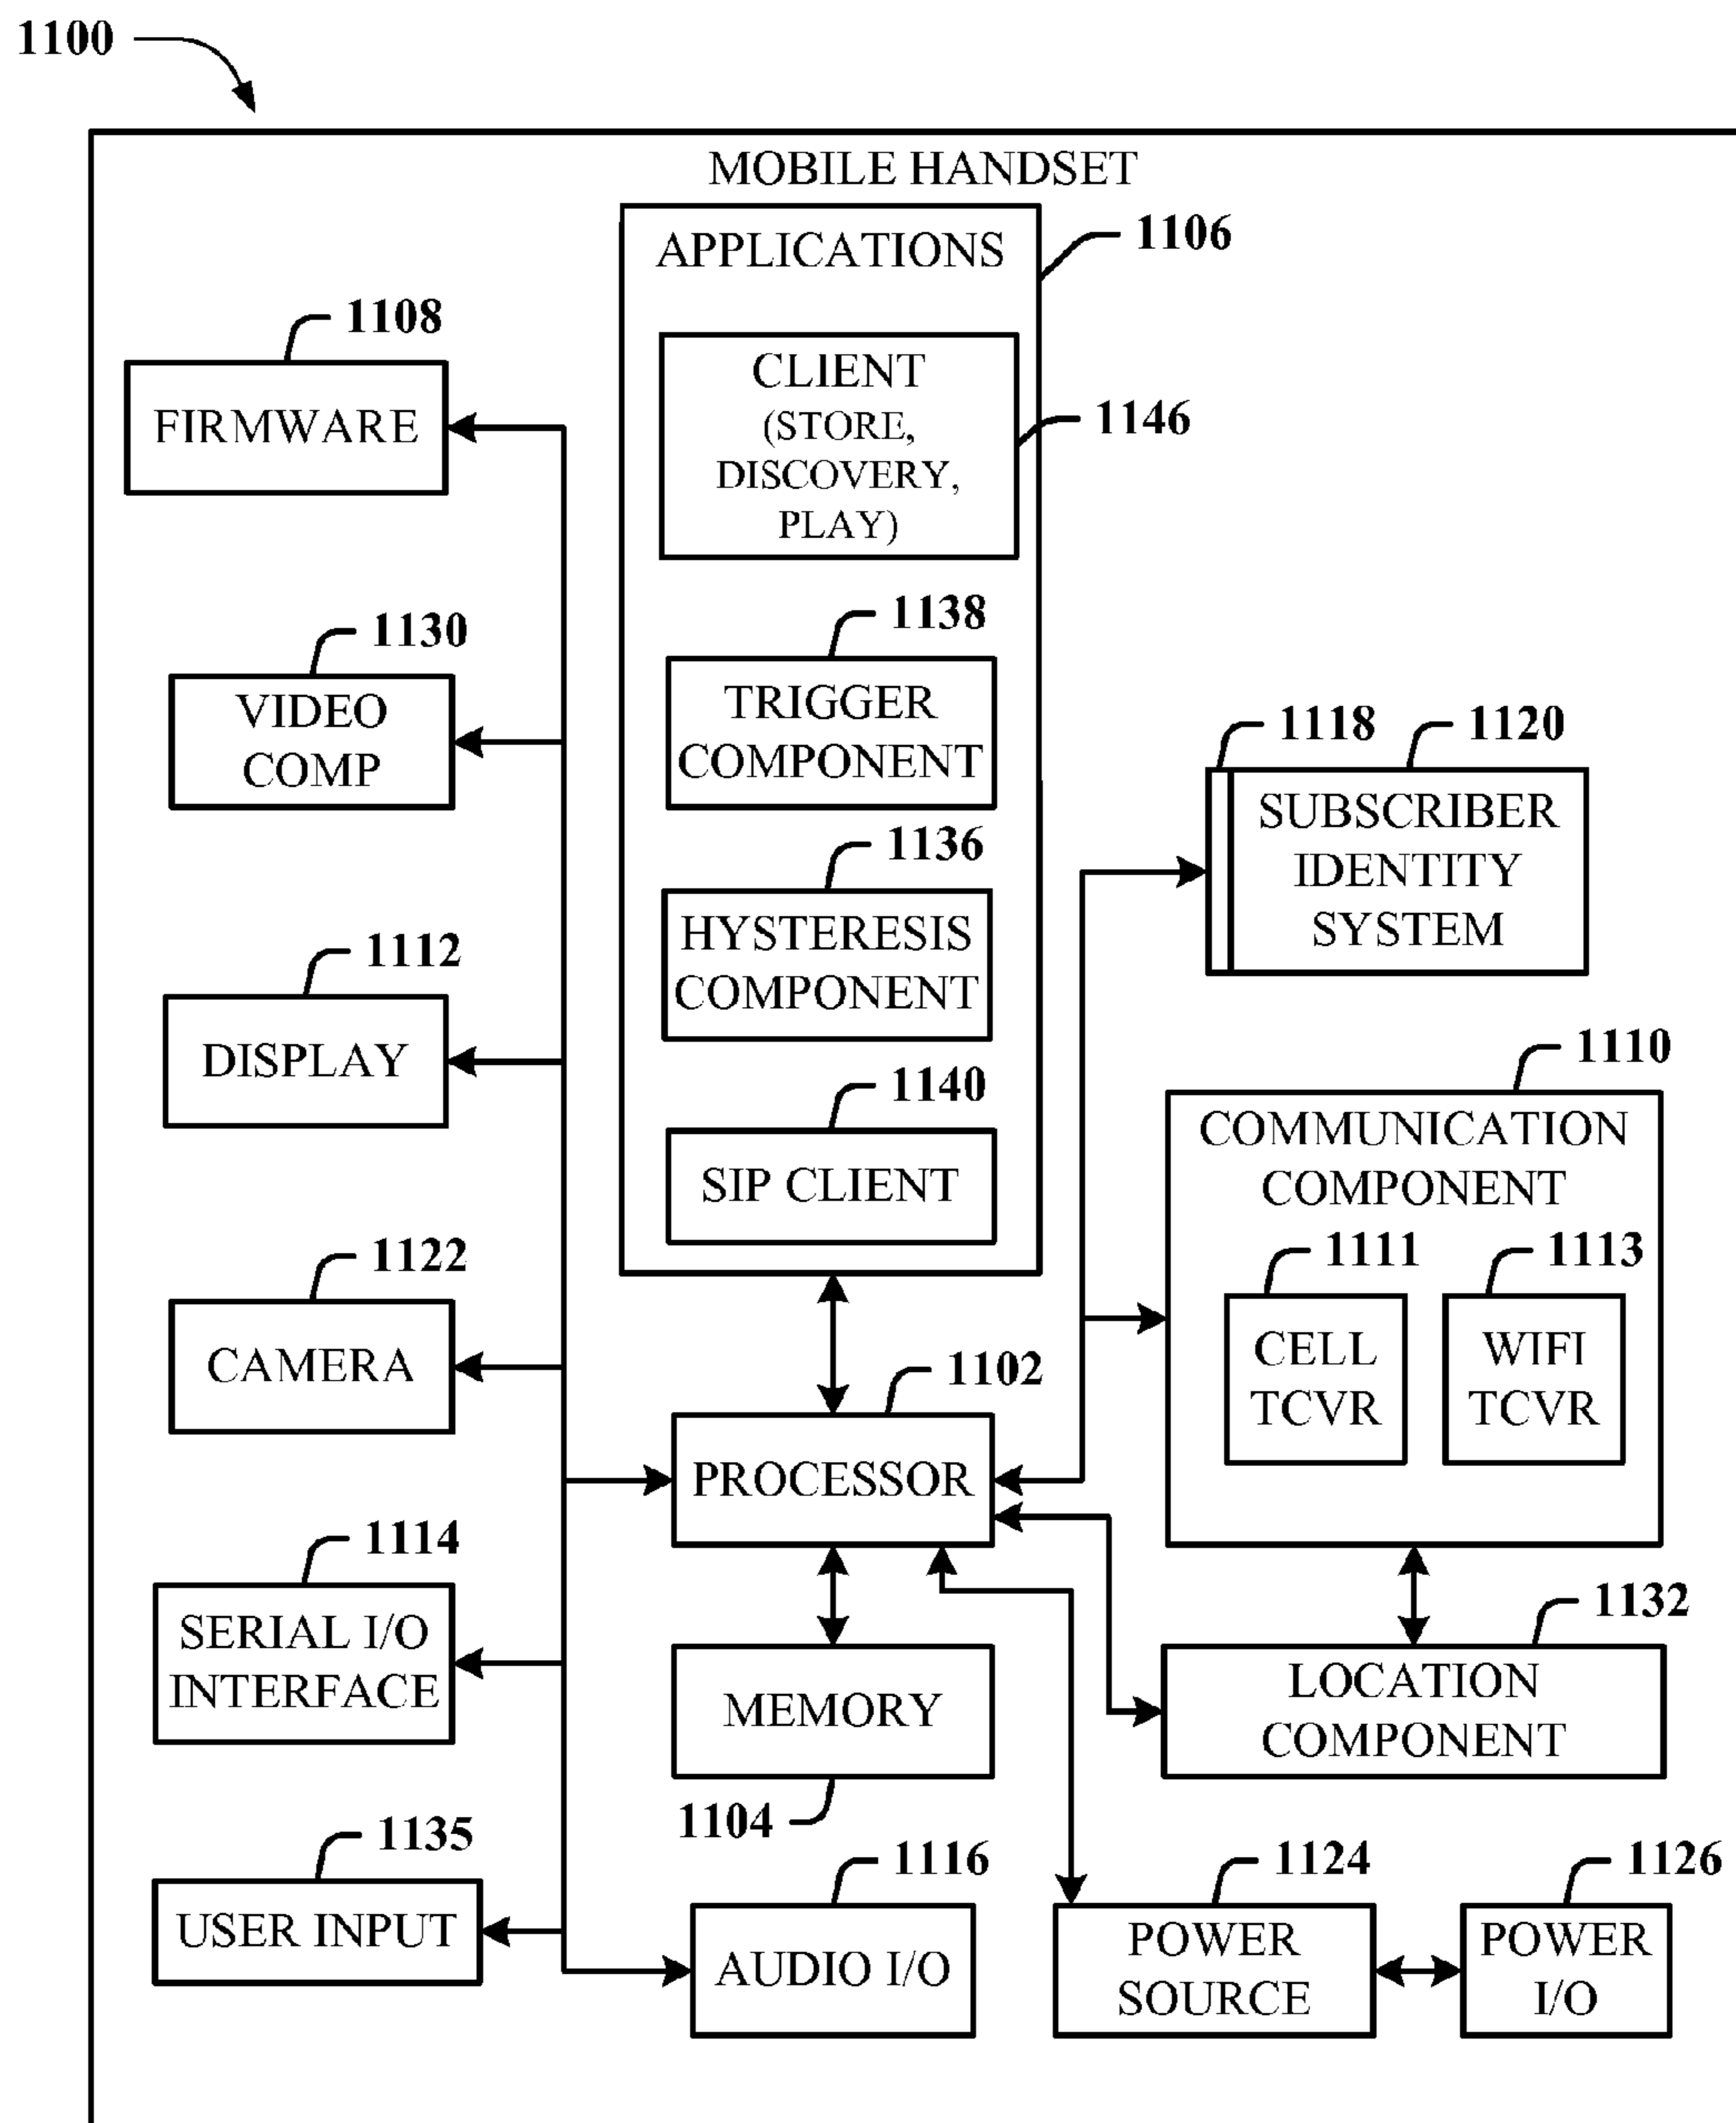 1100
MOBILE HANDSET
APPLICATIONS
1106
CLIENT
(STORE,
DISCOVERY,
PLAY)
1146
1138
TRIGGER
COMPONENT
1136
HYSTERESIS
COMPONENT
1140
SIP CLIENT
1108
FIRMWARE
1130
VIDEO
COMP
1112
DISPLAY
1122
CAMERA
1114
SERIAL I/O
INTERFACE
1135
USER INPUT
1102
PROCESSOR
MEMORY
1104
1116
AUDIO I/O
1118
1120
SUBSCRIBER
IDENTITY
SYSTEM
1110
COMMUNICATION
COMPONENT
1111
CELL
TCVR
1113
WIFI
TCVR
1132
LOCATION
COMPONENT
1124
POWER
SOURCE
1126
POWER
I/O